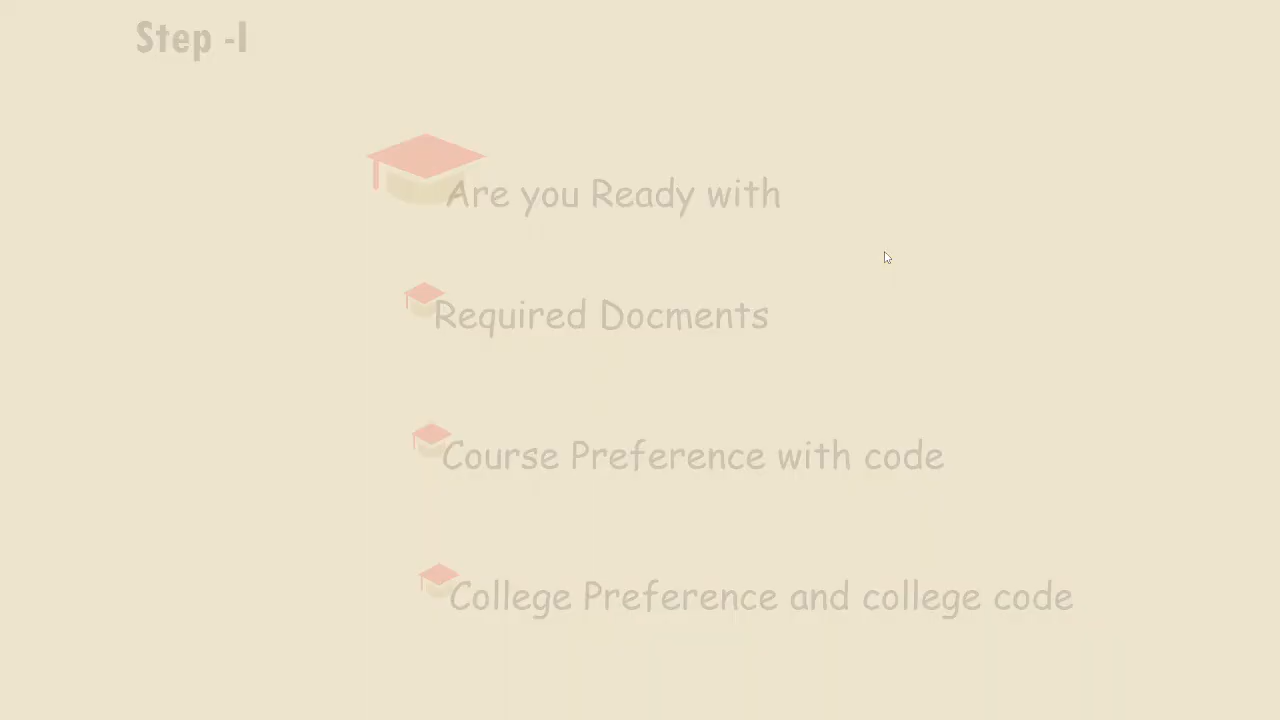 Step -I
Are you Ready with
Required Docments
Course Preference with code
College Preference and college code